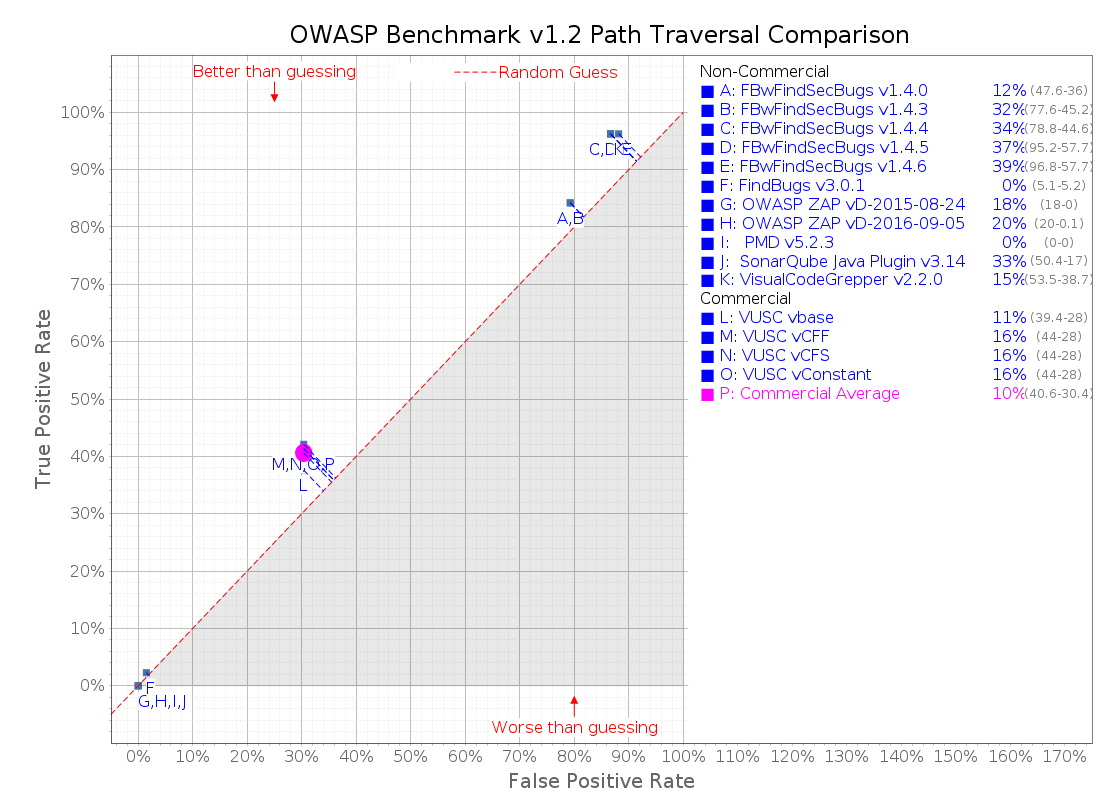 OWASP Benchmark v1.2 Path Traversal Comparison
Better than guessing
Random Guess
100%
90%
80%
70%
60%
50%
40%
30%
20%
10%
0%
True Positive Rate
C,D
A,B
M,N,O,P
L
F
G,H,I,J
Worse than guessing
0% 10% 20% 30% 40% 50% 60% 70% 80% 90% 100% 110% 120% 130% 140% 150% 160% 170%
False Positive Rate
Non-Commercial
A: FBwFindSecBugs v1.4.0 12% (47.6-36)
B: FBwFindSecBugs v1.4.3 32% (77.6-45.2)
C: FBwFindSecBugs v1.4.4 34% (78.8-44.6)
D: FBwFindSecBugs v1.4.5 37% (95.2-57.7)
E: FBwFindSecBugs v1.4.6 39% (96.8-57.7)
F: FindBugs v3.0.1 0% (5.1-5.2)
G: OWASP ZAP vD-2015-08-24 18% (18-0)
H: OWASP ZAP vD-2016-09-05 20% (20-0.1)
I: PMD v5.2.3 0% (0-0)
J: SonarQube Java Plugin v3.14 33% (50.4-17)
K: VisualCodeGrepper v2.2.0 15% (53.5-38.7)
Commercial
L: VUSC vbase 11% (39.4-28)
M: VUSC vCFF 16% (44-28)
N: VUSC vCFS 16% (44-28)
O: VUSC vConstant 16% (44-28)
P: Commercial Average 10% (40.6-30.4)